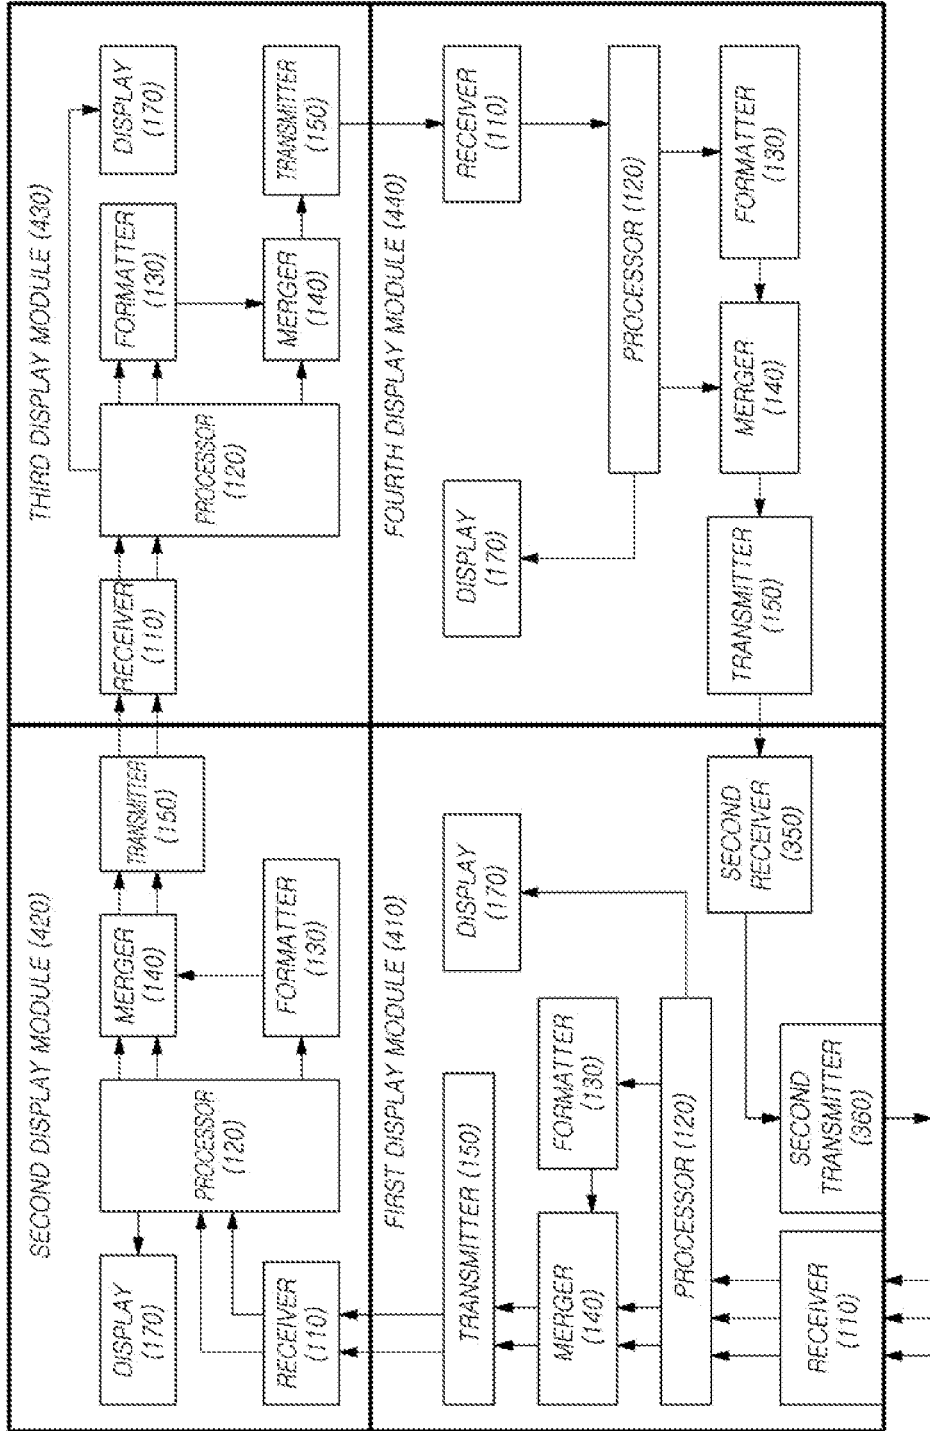 SECOND DISPLAY MODULE (420)
DISPLAY
(170)
RECEIVER
(110)
PROCESSOR
(120)
MERGER
(140)
FORMATTER
(130)
TRANSMITTER
(150)
THIRD DISPLAY MODULE (430)
RECEIVER
(110)
PROCESSOR
(120)
FORMATTER
(130)
MERGER
(140)
DISPLAY
(170)
TRANSMITTER
(150)
FIRST DISPLAY MODULE (410)
TRANSMITTER (150)
MERGER
(140)
FORMATTER
(130)
DISPLAY
(170)
PROCESSOR (120)
RECEIVER
(110)
SECOND
TRANSMITTER
(360)
SECOND
RECEIVER
(350)
FOURTH DISPLAY MODULE (440)
DISPLAY
(170)
RECEIVER
(110)
PROCESSOR (120)
TRANSMITTER
(150)
MERGER
(140)
FORMATTER
(130)